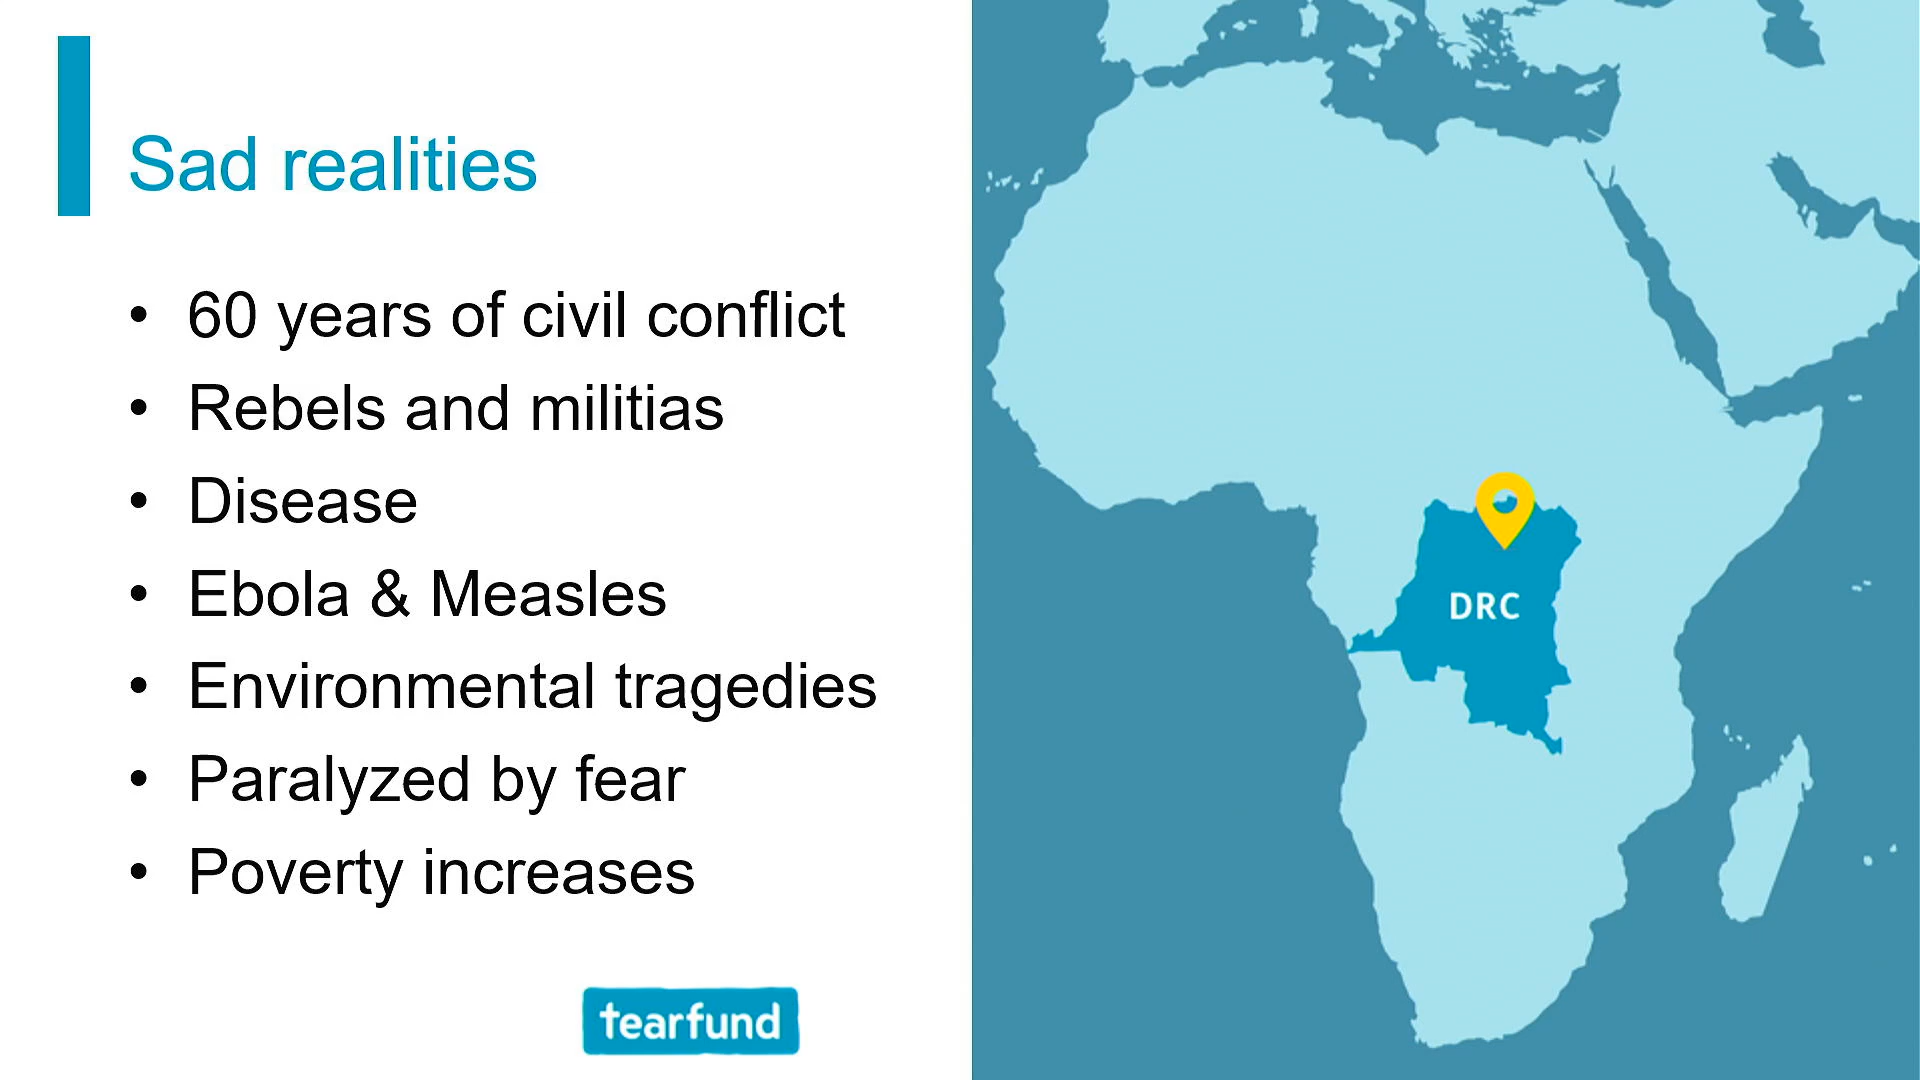 Sad realities
• 60 years of civil conflict
• Rebels and militias
• Disease
• Ebola & Measles
• Environmental tragedies
• Paralyzed by fear
• Poverty increases
tearfund
DRC